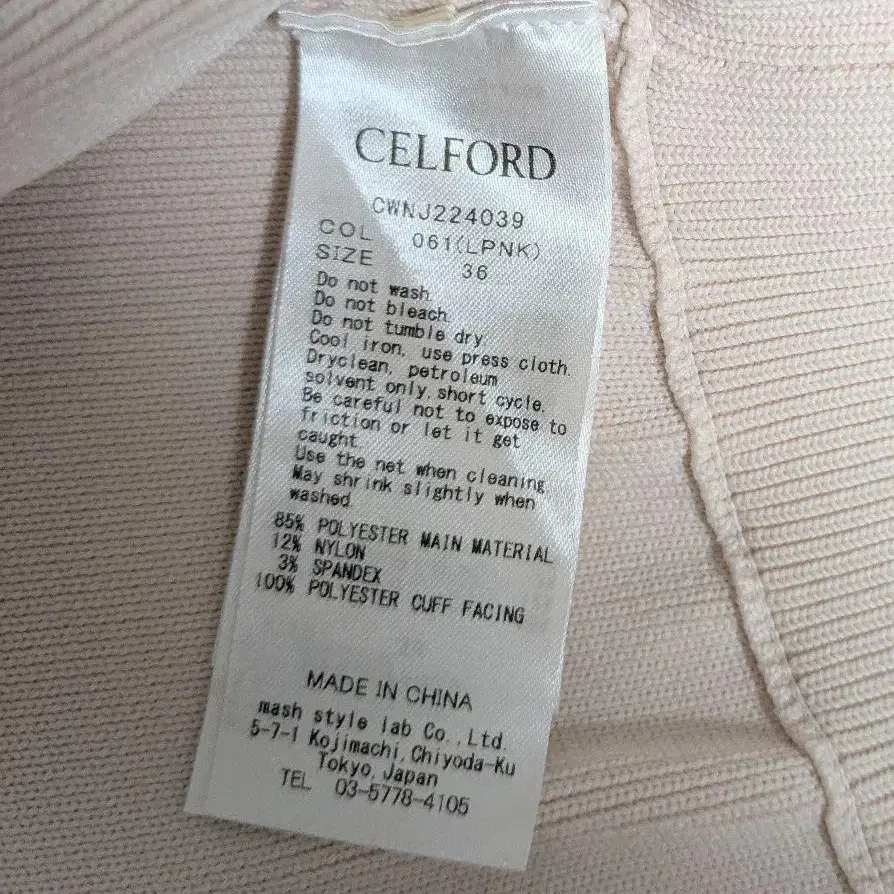 CELFORD
CWNJ224039
COL 061(LPNK)
SIZE 36
Do not wash.
Do not bleach.
Do not tumble dry.
Cool iron, use press cloth.
Dryclean, petroleum
solvent only,short cycle.
Be careful not to expose to
friction or let it get
caught.
Use the net when cleaning.
May shrink slightly when
washed.
85% POLYESTER MAIN MATERIAL
12% NYLON
3% SPANDEX
100% POLYESTER CUFF FACING
MADE IN CHINA
mash style lab Co.,Ltd.
5-7-1 Kojimachi,Chiyoda-Ku
Tokyo,Japan
TEL 03-5778-4105